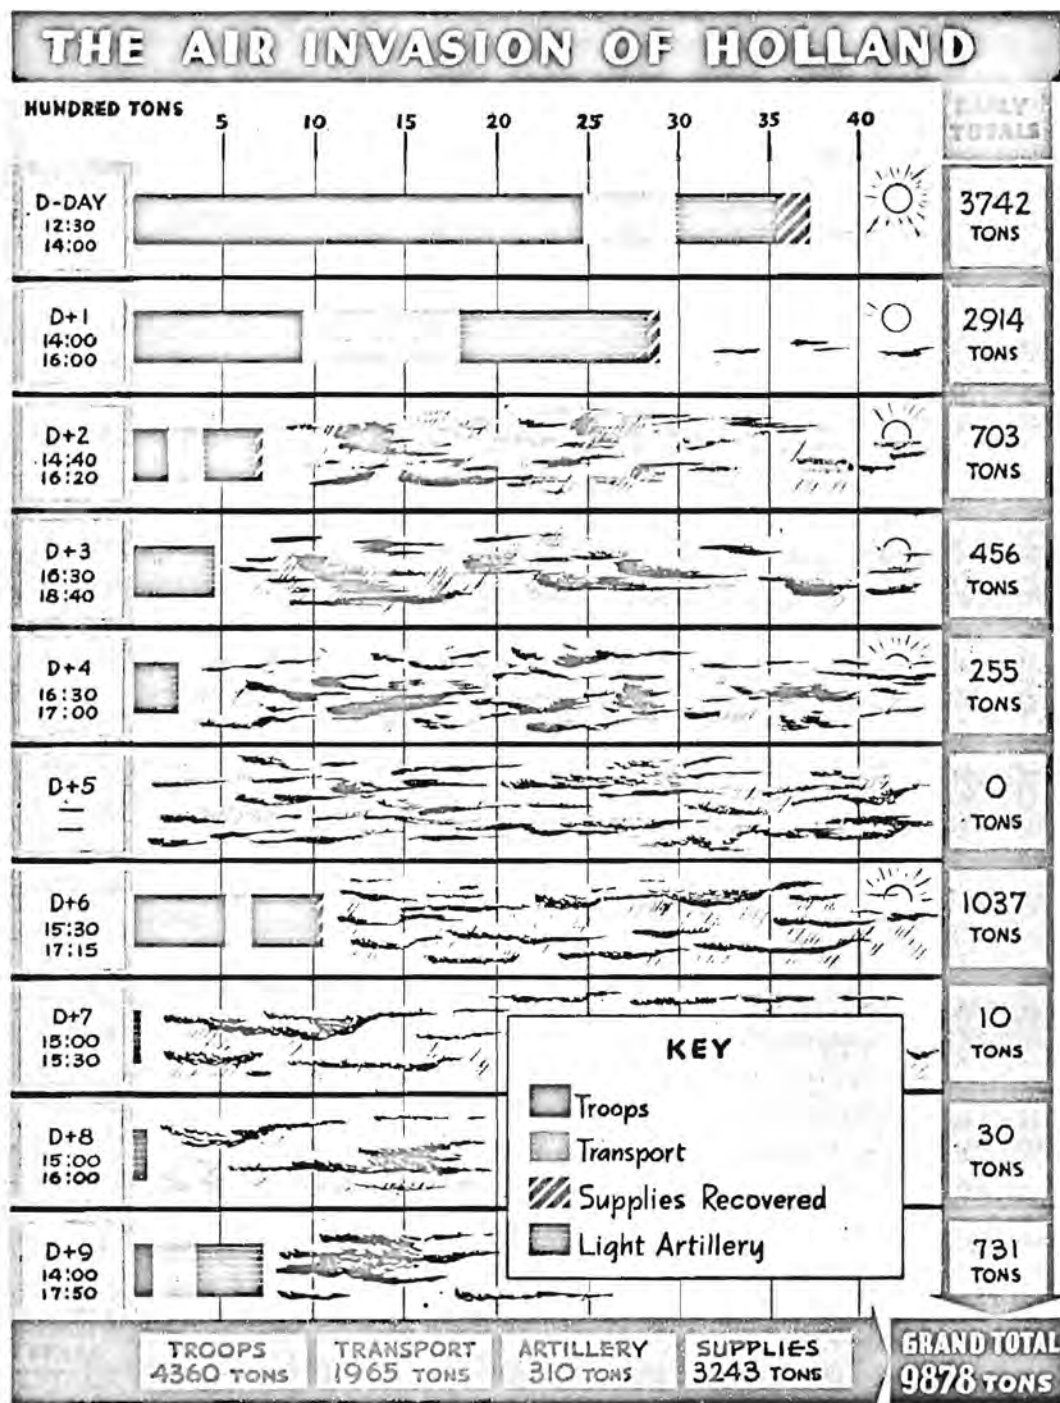 THE AIR INVASION OF HOLLAND
HUNDRED TONS
5 10 15 20 25 30 35 40
DAILY
TOTALS
D-DAY
12:30
14:00
3742
TONS
D+1
14:00
16:00
2914
TONS
D+2
14:40
16:20
703
TONS
D+3
16:30
18:40
456
TONS
D+4
16:30
17:00
255
TONS
D+5
—
—
0
TONS
D+6
15:30
17:15
1037
TONS
D+7
15:00
15:30
10
TONS
D+8
15:00
16:00
30
TONS
D+9
14:00
17:50
731
TONS
KEY
Troops
Transport
Supplies Recovered
Light Artillery
TROOPS
4360 TONS
TRANSPORT
1965 TONS
ARTILLERY
310 TONS
SUPPLIES
3243 TONS
GRAND TOTAL
9878 TONS